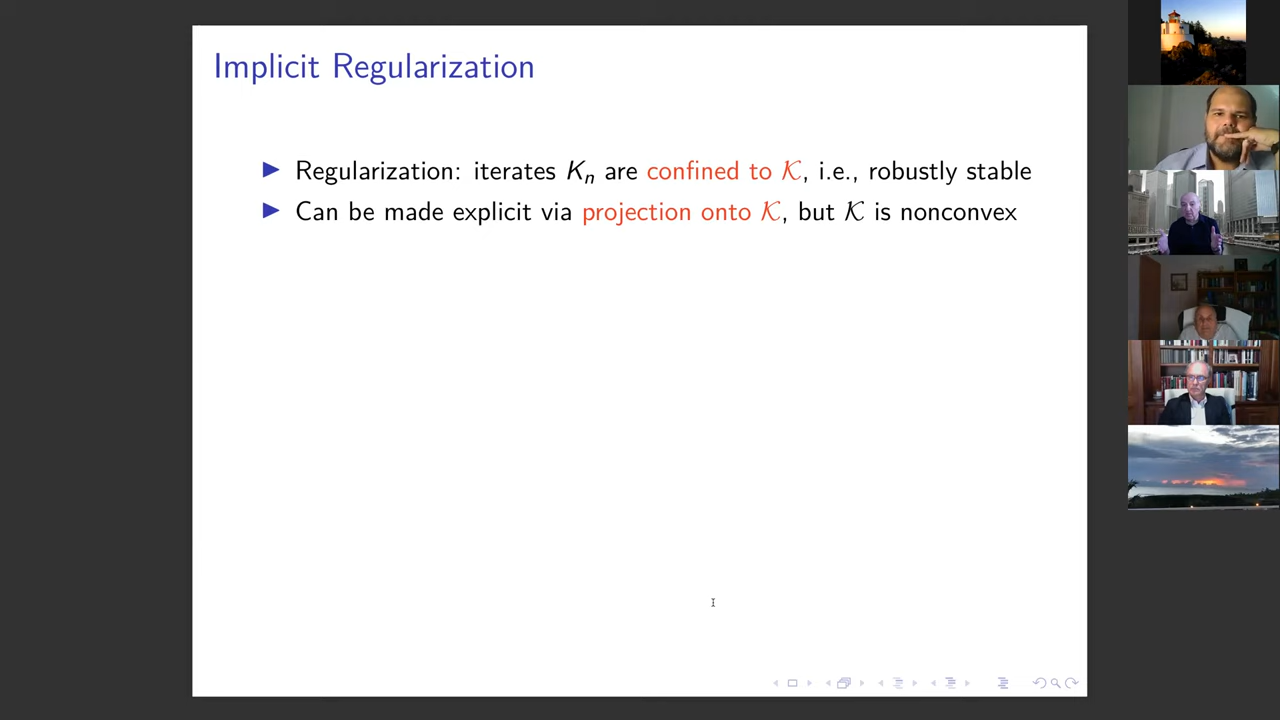 Implicit Regularization
▶ Regularization: iterates Kₙ are confined to 𝒦, i.e., robustly stable
▶ Can be made explicit via projection onto 𝒦, but 𝒦 is nonconvex